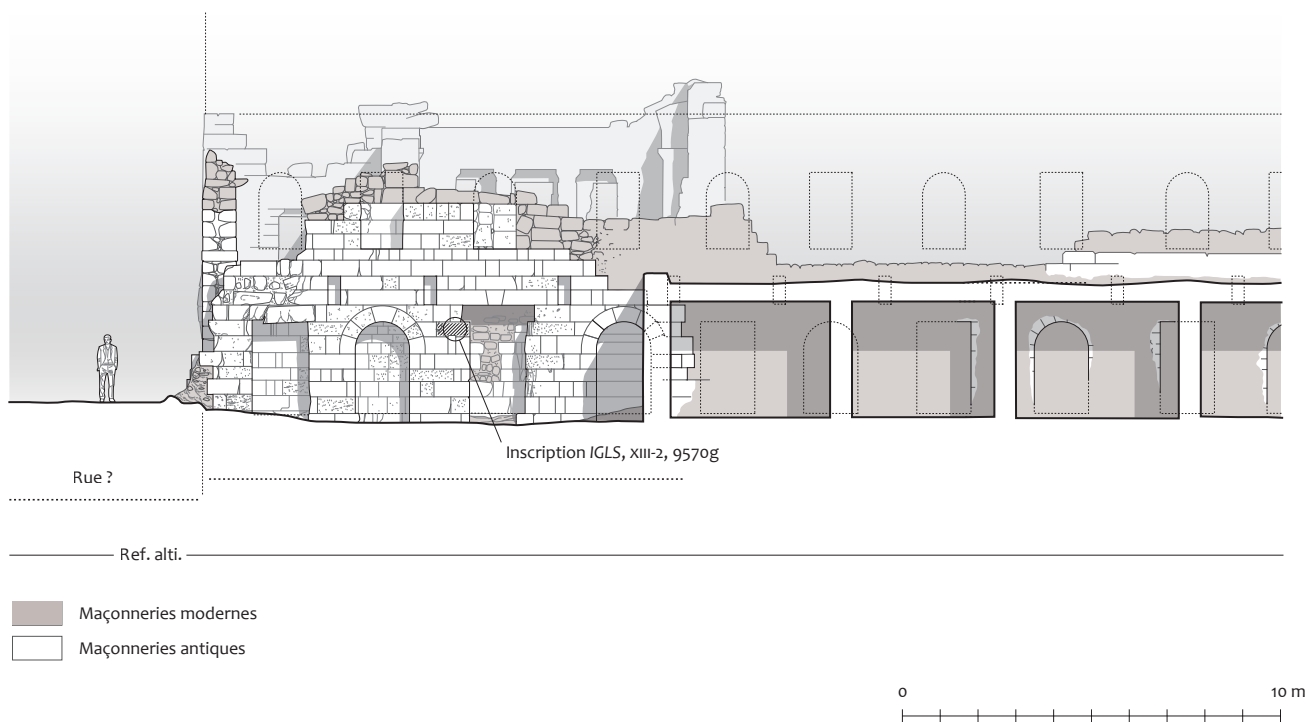 Inscription IGLS, XIII-2, 9570g
Rue ?
Ref. alti.
Maçonneries modernes
Maçonneries antiques
0 10 m